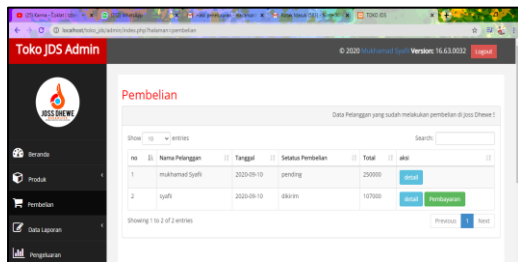 localhost/toko_jds/admin/index.php?halaman=pembelian
Toko JDS Admin
© 2020 Mukhamad Syafii Version: 16.63.0032 Logout
JOSS DHEWE
Beranda
Produk
Pembelian
Data Laporan
Pengeluaran
Pembelian
Data Pelanggan yang sudah melakukan pembelian di Joss Dhewe !
Show 10 entries
Search:
no Nama Pelanggan Tanggal Setatus Pembelian Total aksi
1 mukhamad Syafii 2020-09-10 pending 250000 detail
2 syafii 2020-09-10 dikirim 107000 detail Pembayaran
Showing 1 to 2 of 2 entries
Previous 1 Next